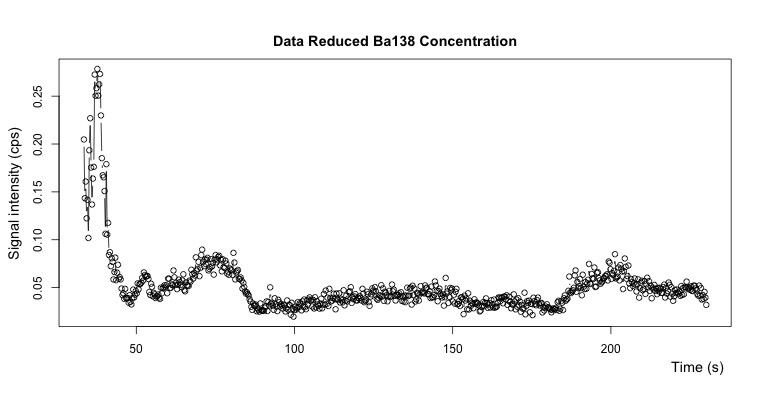 Data Reduced Ba138 Concentration
Signal intensity (cps)
0.25
0.20
0.15
0.10
0.05
50 100 150 200
Time (s)